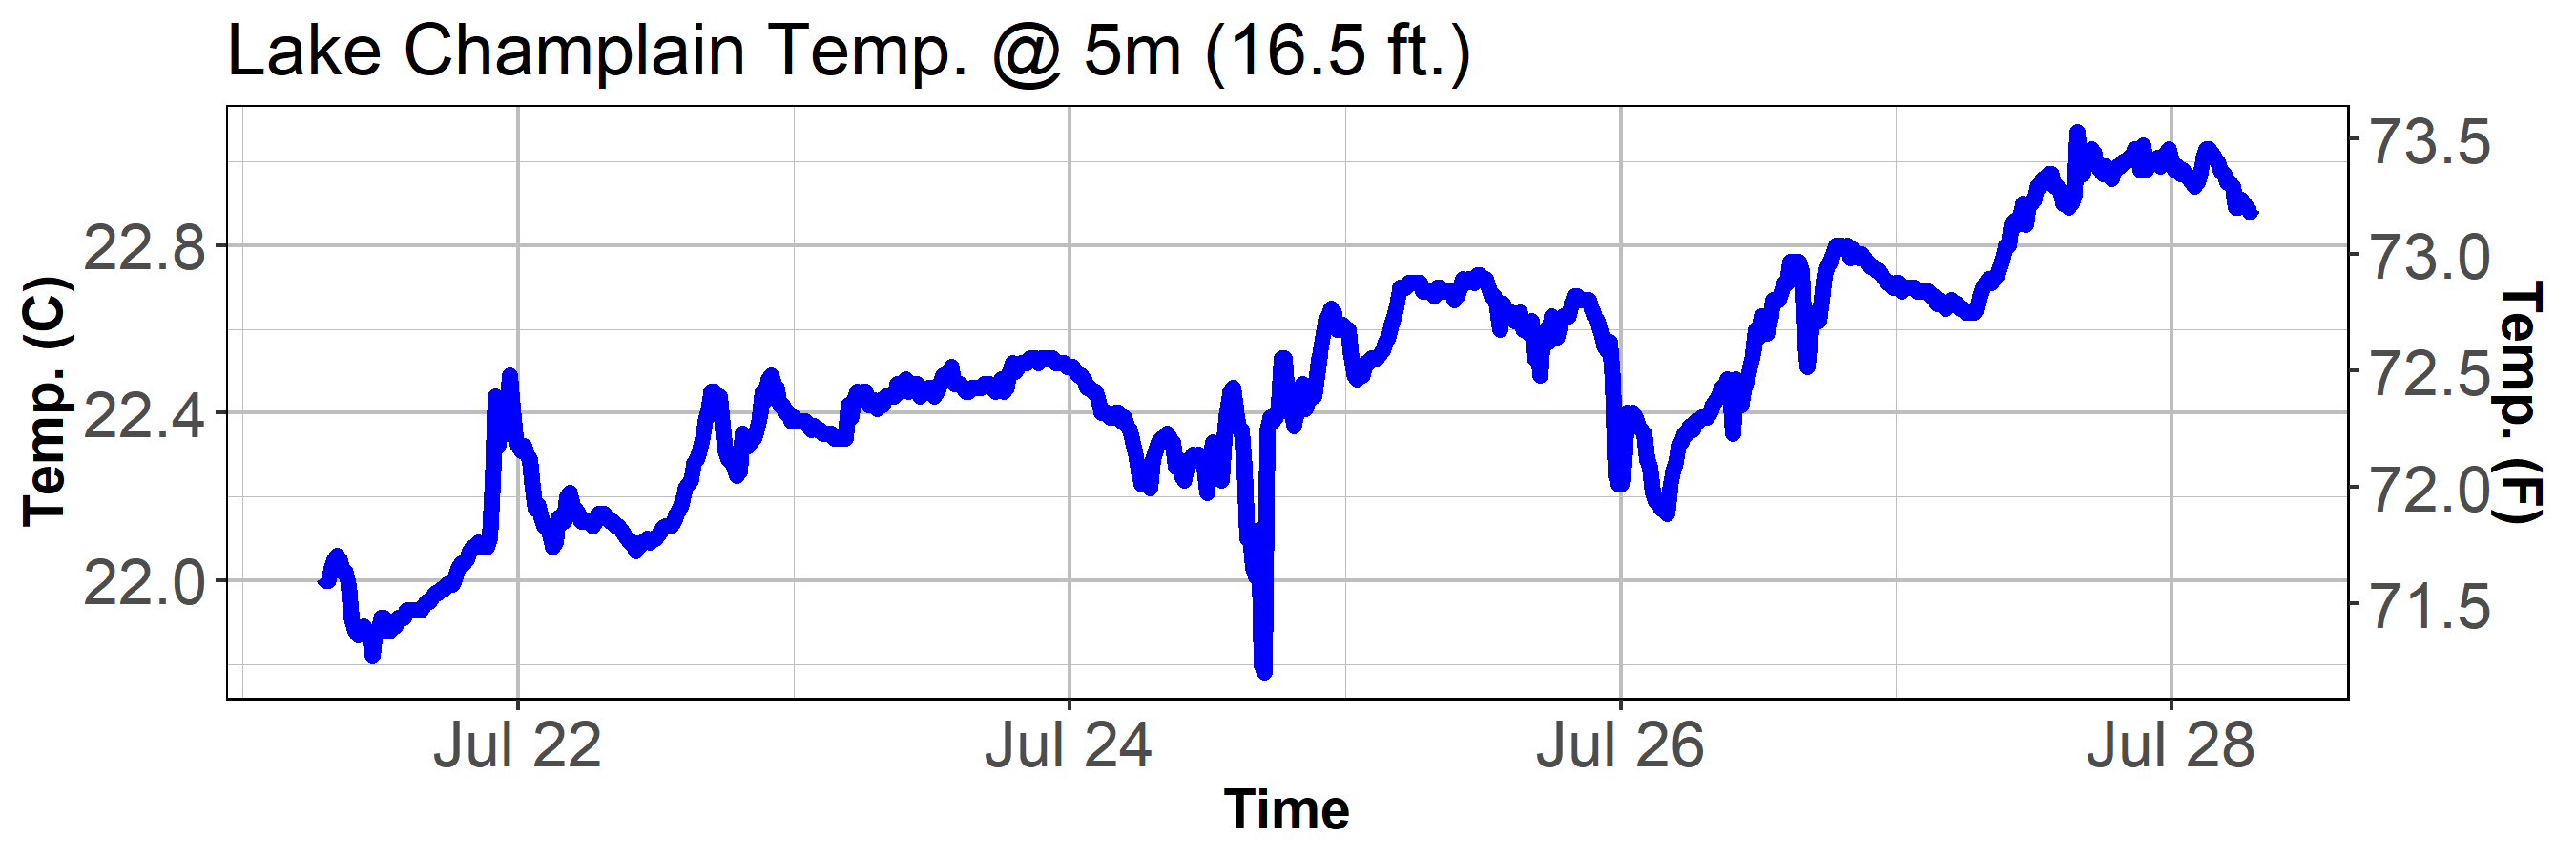 Lake Champlain Temp. @ 5m (16.5 ft.)
Temp. (C)
22.8
22.4
22.0
73.5
73.0
72.5
72.0
71.5
Temp. (F)
Jul 22
Jul 24
Jul 26
Jul 28
Time